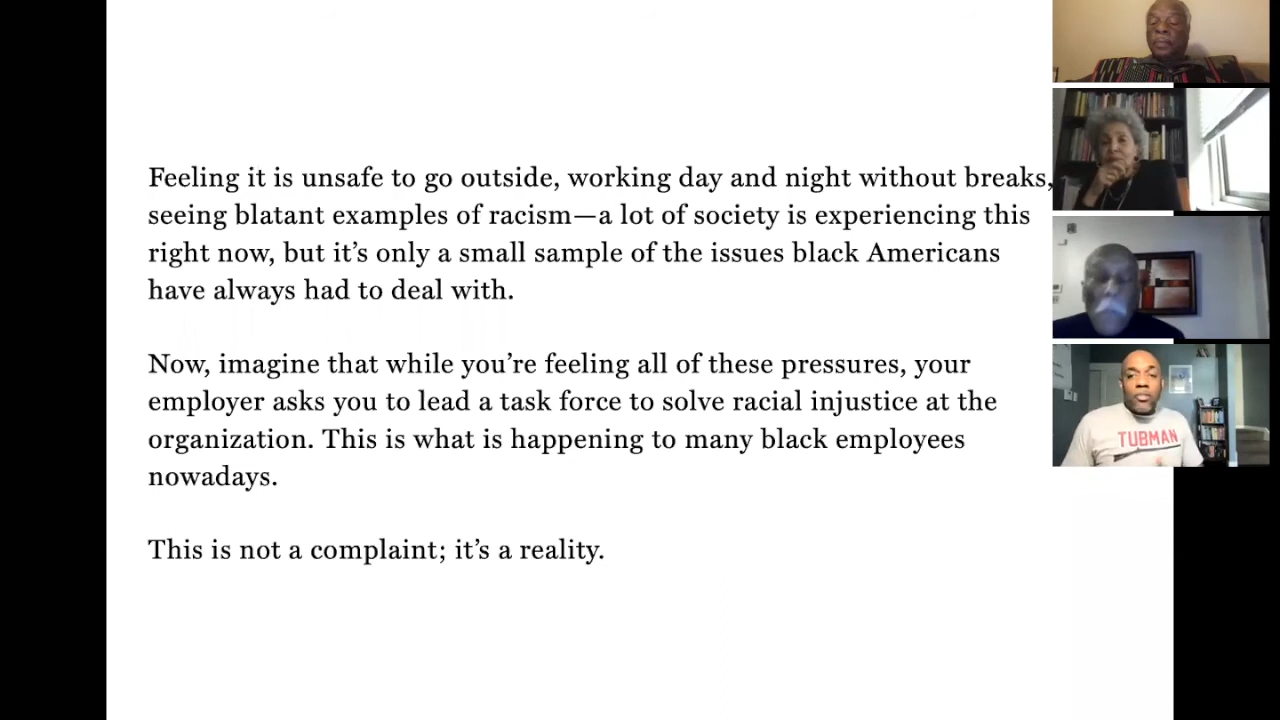 Feeling it is unsafe to go outside, working day and night without breaks,
seeing blatant examples of racism—a lot of society is experiencing this
right now, but it’s only a small sample of the issues black Americans
have always had to deal with.
Now, imagine that while you’re feeling all of these pressures, your
employer asks you to lead a task force to solve racial injustice at the
organization. This is what is happening to many black employees
nowadays.
This is not a complaint; it’s a reality.
TUBMAN